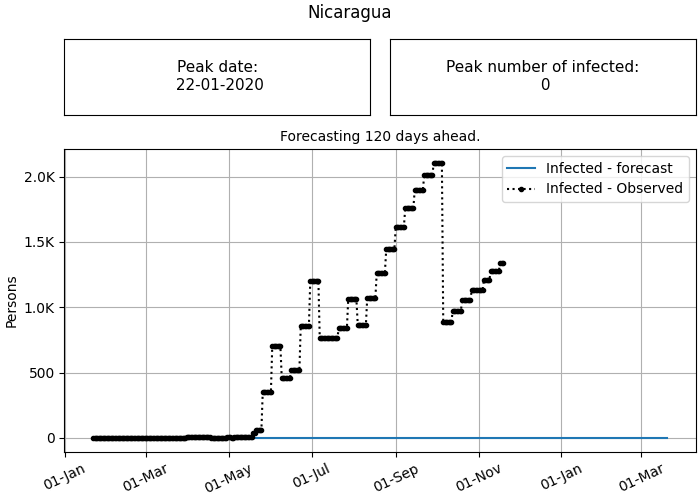 Nicaragua
Peak date:
22-01-2020
Peak number of infected:
0
Forecasting 120 days ahead.
Infected - forecast
Infected - Observed
2.0K
1.5K
1.0K
500
0
Persons
01-Jan
01-Mar
01-May
01-Jul
01-Sep
01-Nov
01-Jan
01-Mar